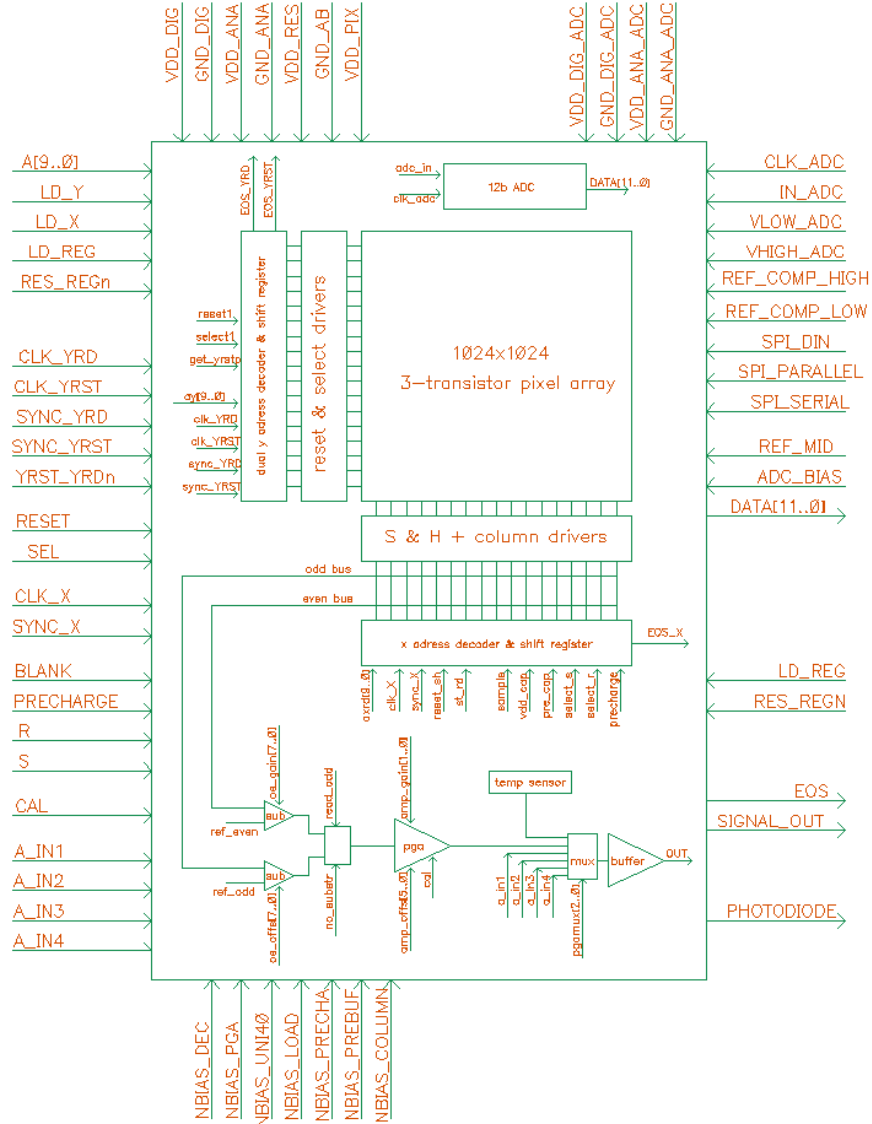 VDD_DIG
GND_DIG
VDD_ANA
GND_ANA
VDD_RES
GND_AB
VDD_PIX
VDD_DIG_ADC
GND_DIG_ADC
VDD_ANA_ADC
GND_ANA_ADC
A[9..0]
LD_Y
LD_X
LD_REG
RES_REGn
CLK_YRD
CLK_YRST
SYNC_YRD
SYNC_YRST
YRST_YRDn
RESET
SEL
CLK_X
SYNC_X
BLANK
PRECHARGE
R
S
CAL
A_IN1
A_IN2
A_IN3
A_IN4
EOS_YRD
EOS_YRST
adc_in
clk_adc
12b ADC
DATA[11..0]
reset1
select1
get_yrstp
ay[9..0]
clk_YRD
clk_YRST
sync_YRD
sync_YRST
dual y adress decoder & shift register
reset & select drivers
1024x1024
3-transistor pixel array
S & H + column drivers
odd bus
even bus
x adress decoder & shift register
EOS_X
axrd[9..0]
clk_X
sync_X
reset_sh
st_rd
sample
vdd_cap
pre_cap
select_s
select_r
precharge
oe_gain[7..0]
sub
ref_even
sub
ref_odd
oe_offs[7..0]
read_odd
no_substr
amp_gain[1..0]
pga
cal
amp_offs[5..0]
temp sensor
mux
a_in1
a_in2
a_in3
a_in4
pgamux[2..0]
buffer
OUT
CLK_ADC
IN_ADC
VLOW_ADC
VHIGH_ADC
REF_COMP_HIGH
REF_COMP_LOW
SPI_DIN
SPI_PARALLEL
SPI_SERIAL
REF_MID
ADC_BIAS
DATA[11..0]
LD_REG
RES_REGN
EOS
SIGNAL_OUT
PHOTODIODE
NBIAS_DEC
NBIAS_PGA
NBIAS_UNI40
NBIAS_LOAD
NBIAS_PRECHA
NBIAS_PREBUF
NBIAS_COLUMN